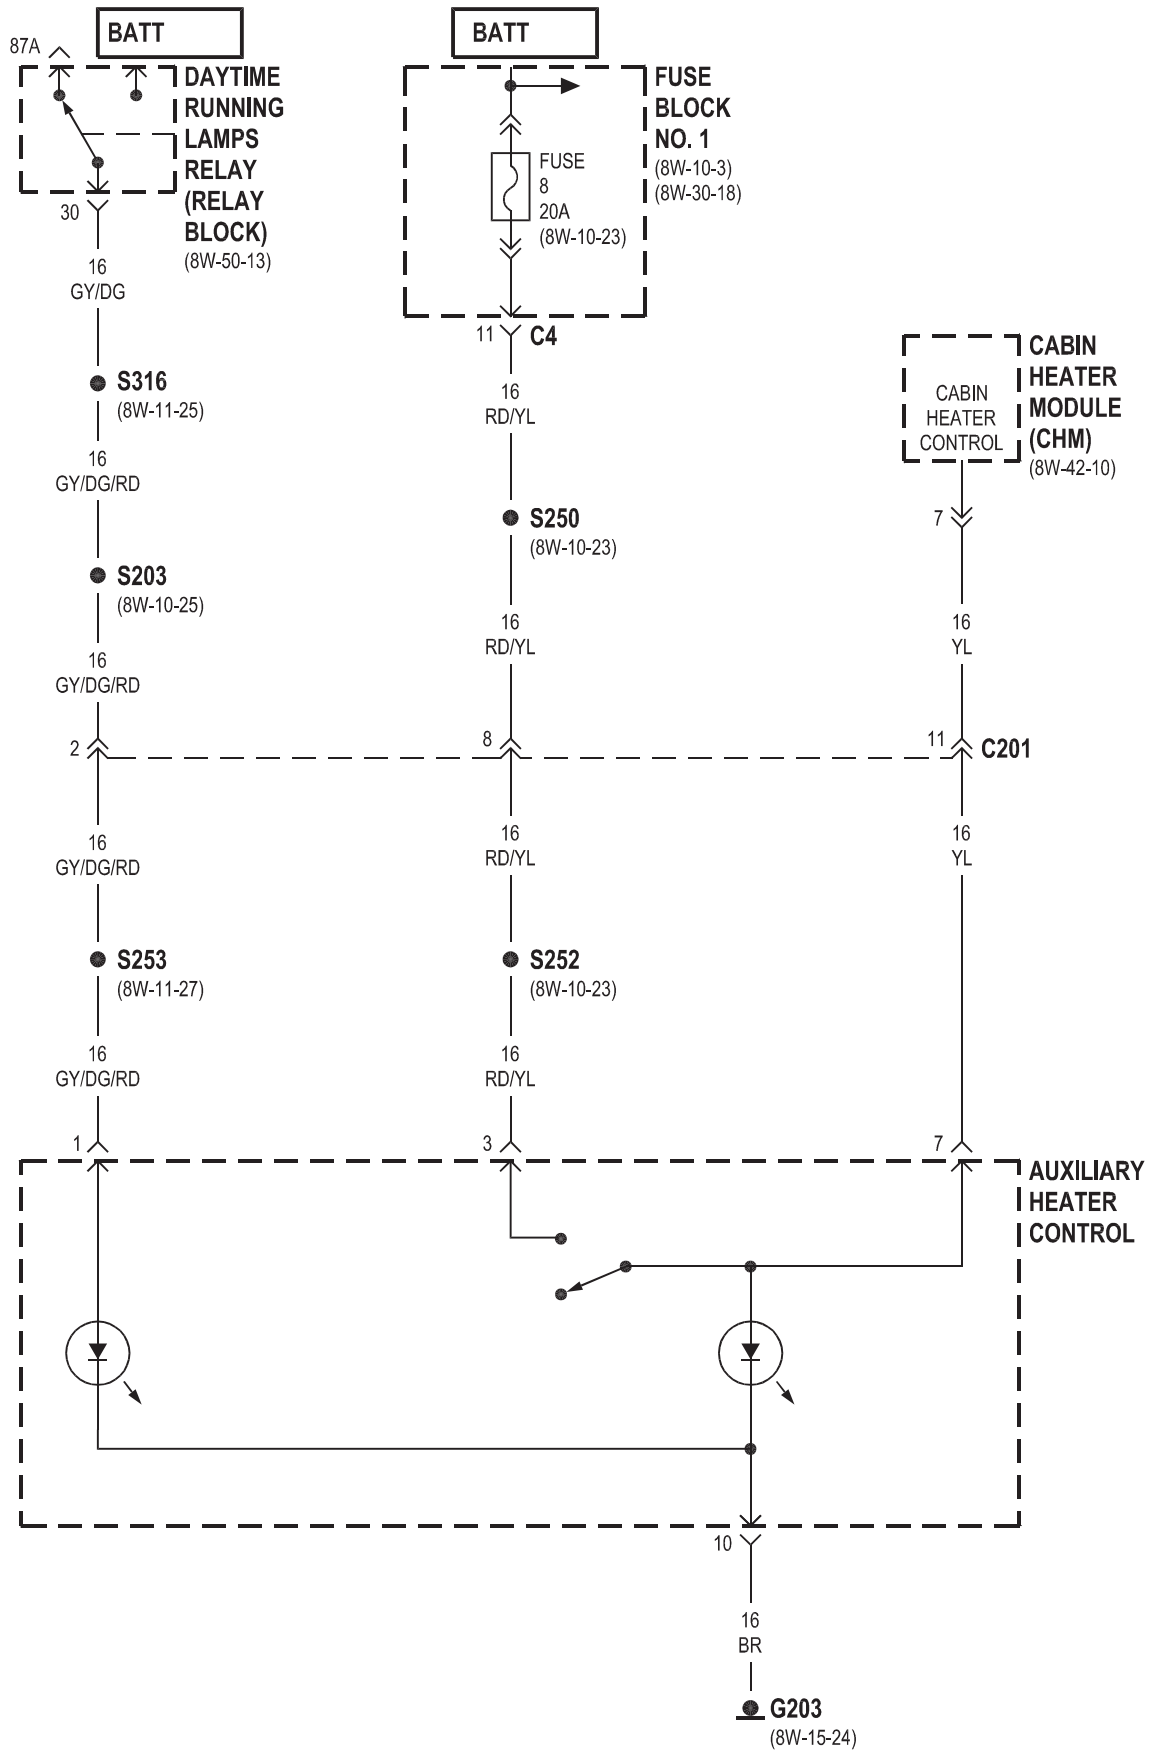 BATT
87A
DAYTIME
RUNNING
LAMPS
RELAY
(RELAY
BLOCK)
(8W-50-13)
30
16
GY/DG
S316
(8W-11-25)
16
GY/DG/RD
S203
(8W-10-25)
16
GY/DG/RD
2
16
GY/DG/RD
S253
(8W-11-27)
16
GY/DG/RD
1
BATT
FUSE
BLOCK
NO. 1
(8W-10-3)
(8W-30-18)
FUSE
8
20A
(8W-10-23)
11
C4
16
RD/YL
S250
(8W-10-23)
16
RD/YL
8
16
RD/YL
S252
(8W-10-23)
16
RD/YL
3
CABIN
HEATER
CONTROL
CABIN
HEATER
MODULE
(CHM)
(8W-42-10)
7
16
YL
11
C201
16
YL
7
AUXILIARY
HEATER
CONTROL
10
16
BR
G203
(8W-15-24)